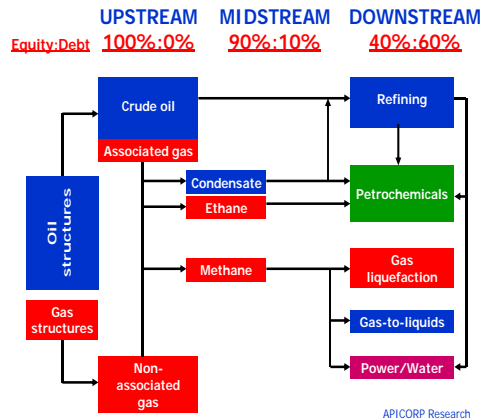 UPSTREAM MIDSTREAM DOWNSTREAM
Equity:Debt 100%:0% 90%:10% 40%:60%
Crude oil
Refining
Associated gas
Condensate
Petrochemicals
Ethane
Oil
structures
Methane
Gas
liquefaction
Gas
structures
Gas-to-liquids
Non-
associated
gas
Power/Water
APICORP Research